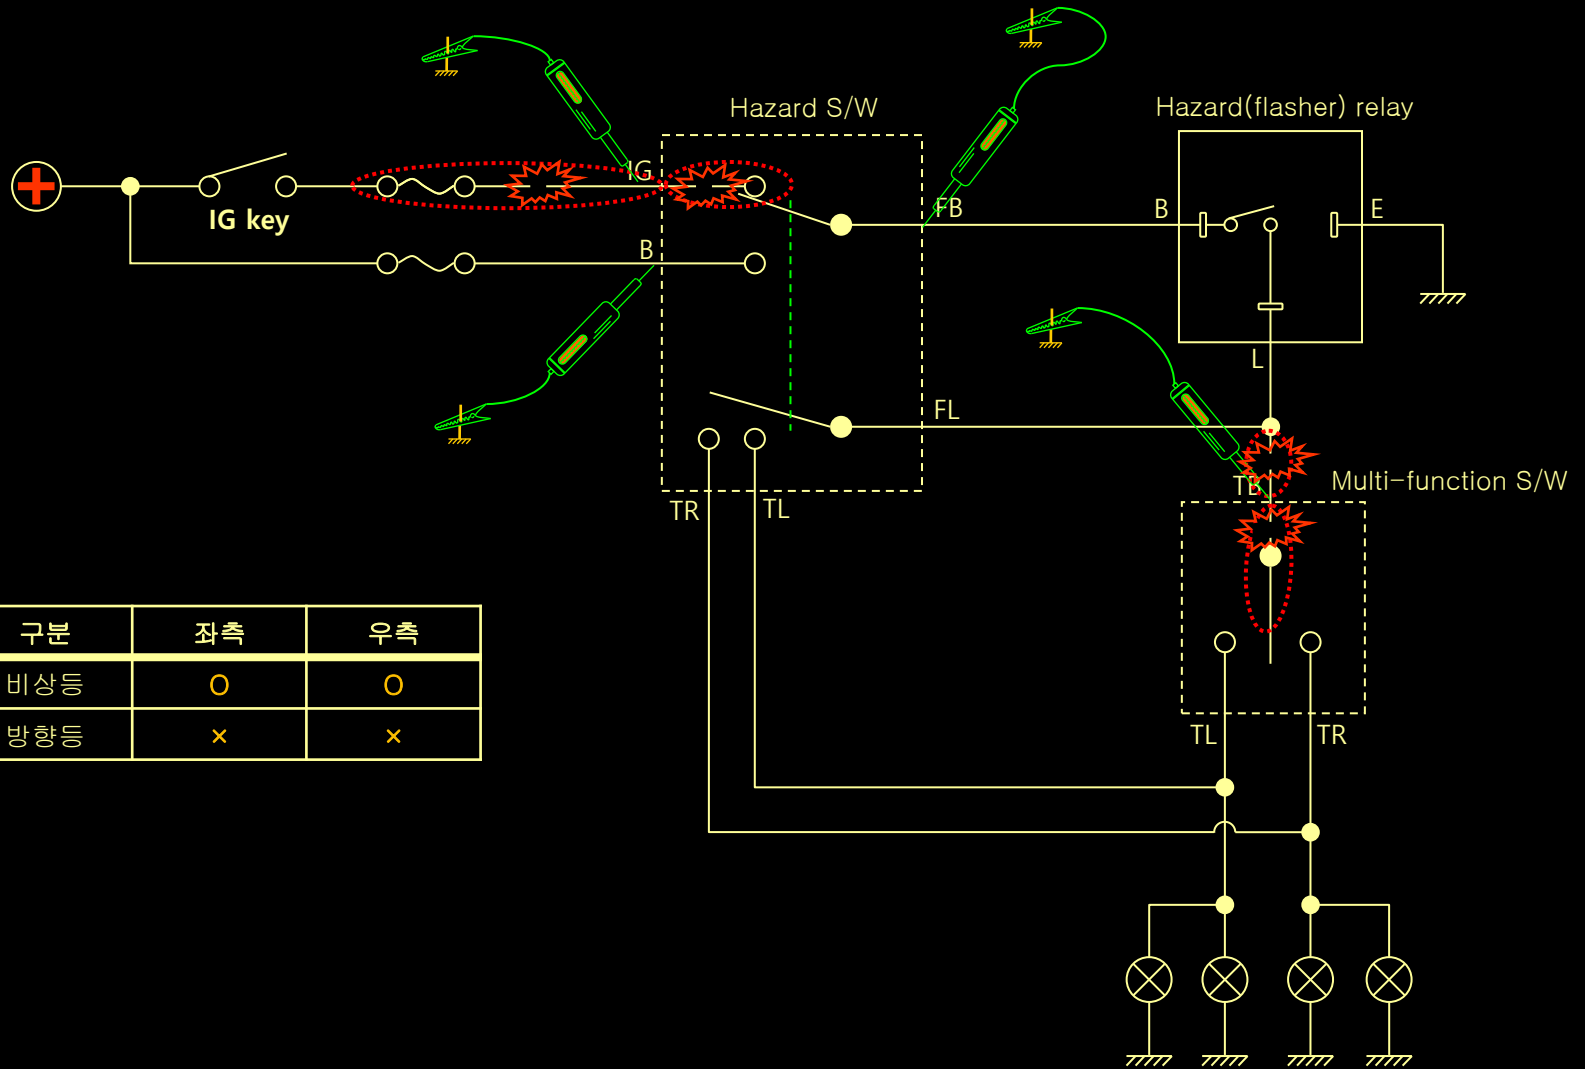 Hazard S/W
Hazard(flasher) relay
IG
IG key
FB
B
E
B
L
FL
TB
Multi-function S/W
TR
TL
구분 좌측 우측
비상등 O O
방향등 × ×
TL
TR